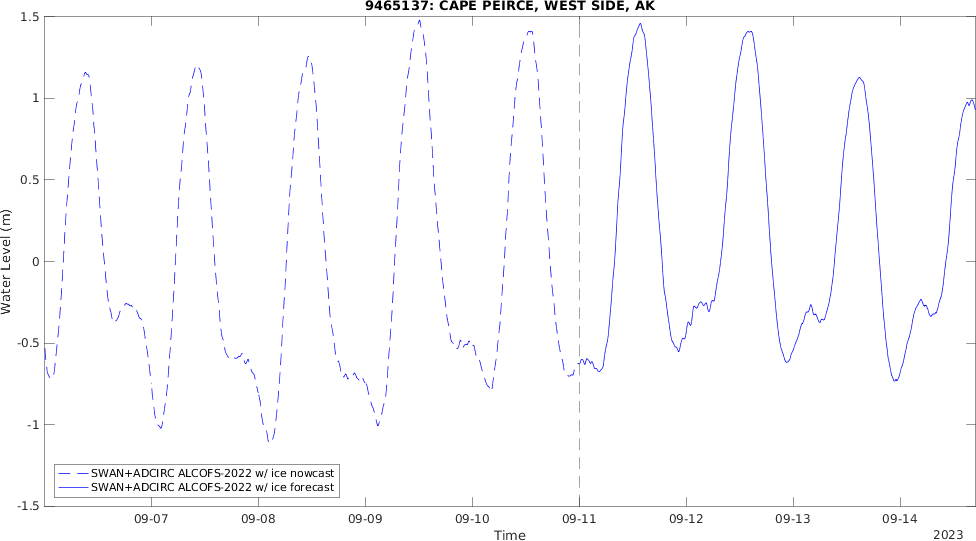 9465137: CAPE PEIRCE, WEST SIDE, AK
Water Level (m)
1.5
1
0.5
0
-0.5
-1
-1.5
SWAN+ADCIRC ALCOFS-2022 w/ ice nowcast
SWAN+ADCIRC ALCOFS-2022 w/ ice forecast
09-07 09-08 09-09 09-10 09-11 09-12 09-13 09-14
Time
2023